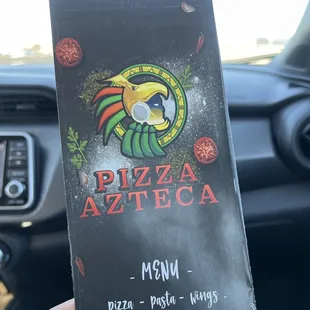 PIZZA
AZTECA
- MENU -
pizza - pasta - wings -